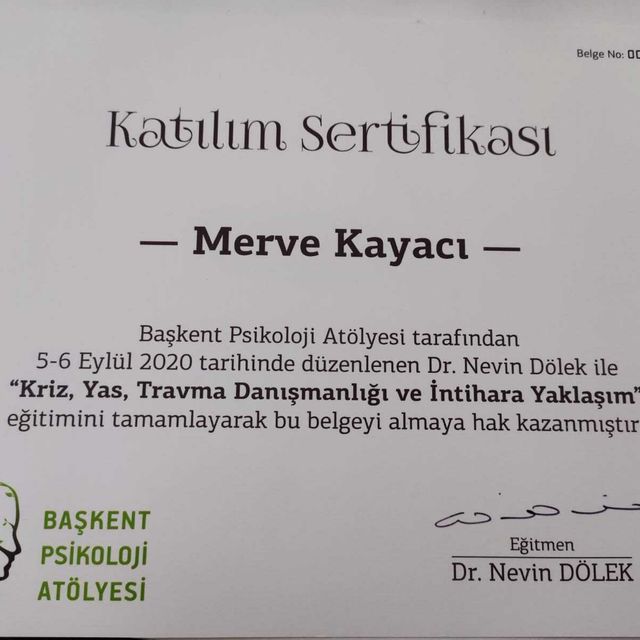 Belge No:
Katılım Sertifikası
— Merve Kayacı —
Başkent Psikoloji Atölyesi tarafından
5-6 Eylül 2020 tarihinde düzenlenen Dr. Nevin Dölek ile
“Kriz, Yas, Travma Danışmanlığı ve İntihara Yaklaşım”
eğitimini tamamlayarak bu belgeyi almaya hak kazanmıştır
BAŞKENT
PSİKOLOJİ
ATÖLYESİ
Eğitmen
Dr. Nevin DÖLEK